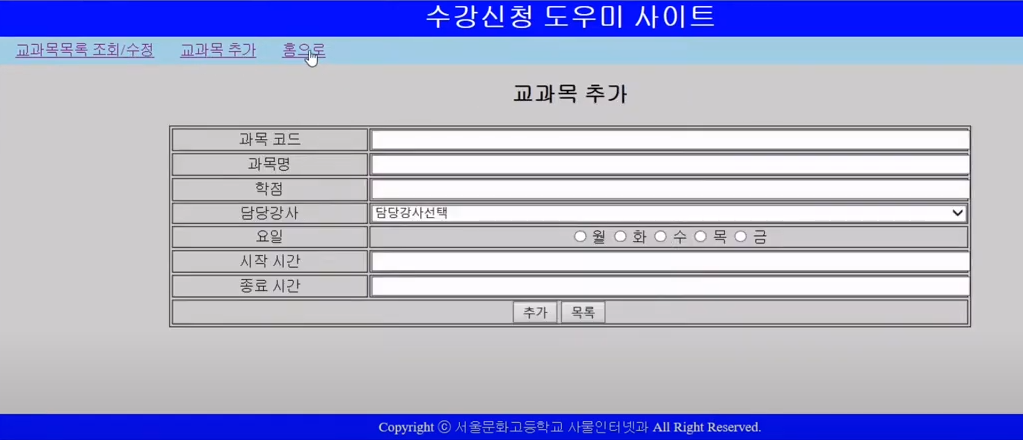 수강신청 도우미 사이트
교과목목록 조회/수정 교과목 추가 홈으로
교과목 추가
과목 코드
과목명
학점
담당강사 담당강사선택
요일 월 화 수 목 금
시작 시간
종료 시간
추가 목록
Copyright ⓒ 서울문화고등학교 사물인터넷과 All Right Reserved.